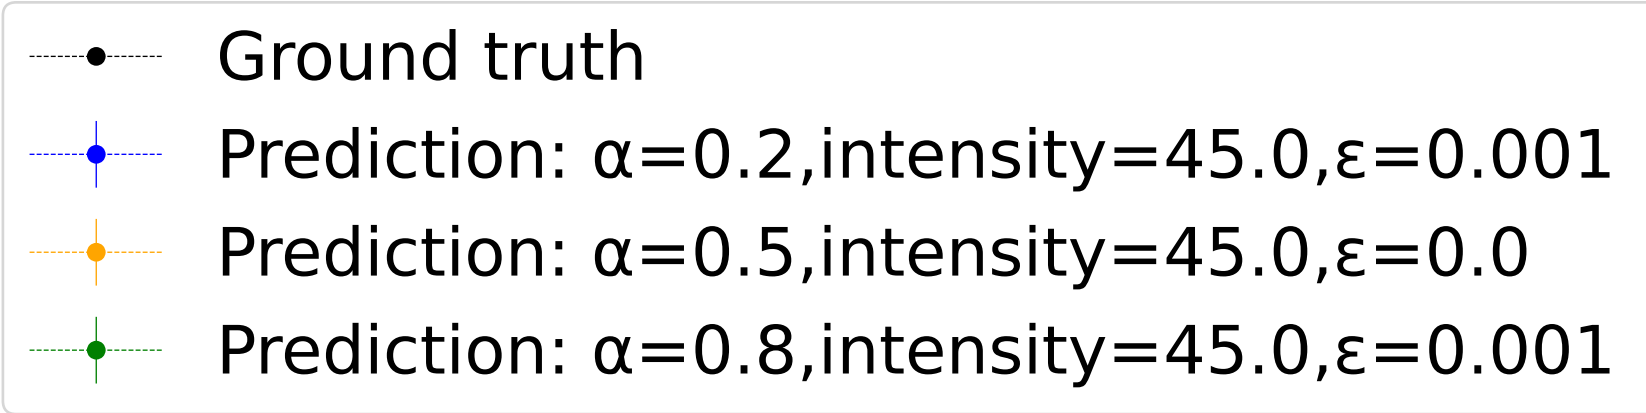 Ground truth
Prediction: α=0.2,intensity=45.0,ε=0.001
Prediction: α=0.5,intensity=45.0,ε=0.0
Prediction: α=0.8,intensity=45.0,ε=0.001